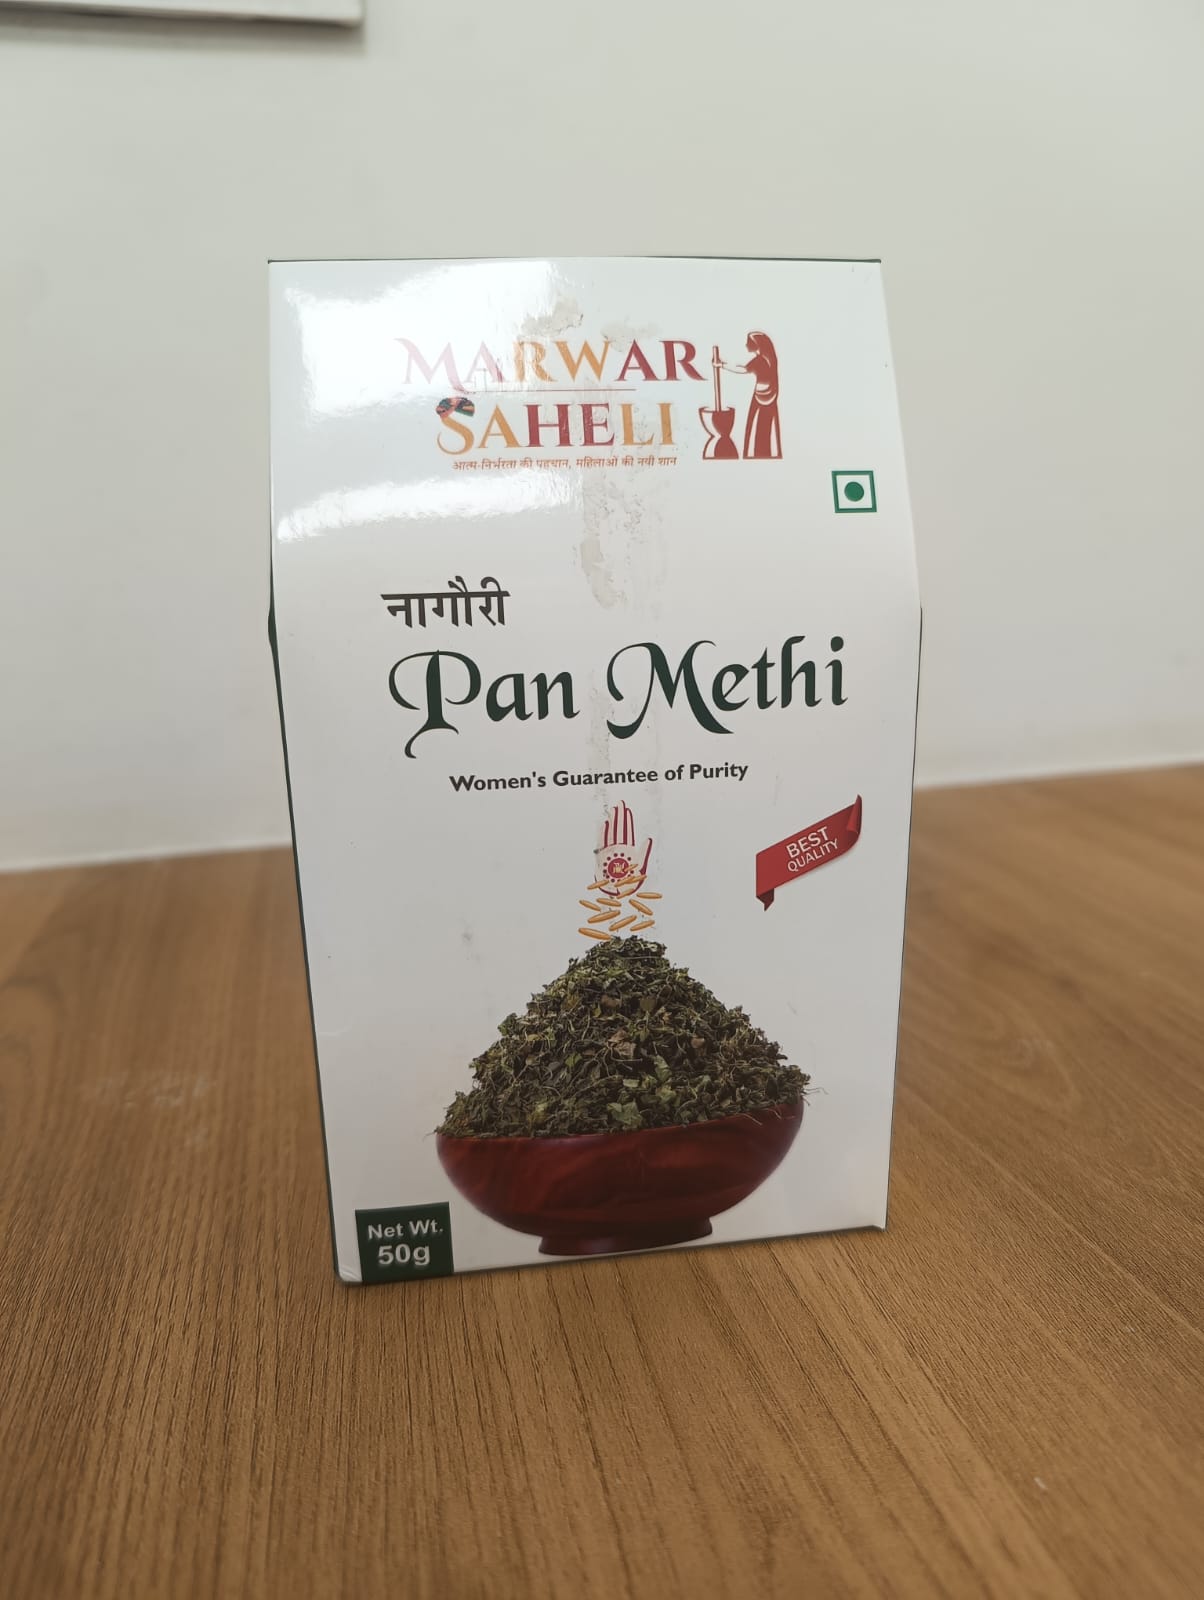 MARWAR
SAHELI
आत्म-निर्भरता की पहचान, महिलाओं की नयी शान
नागौरी
Pan Methi
Women's Guarantee of Purity
BEST
QUALITY
Net Wt.
50g